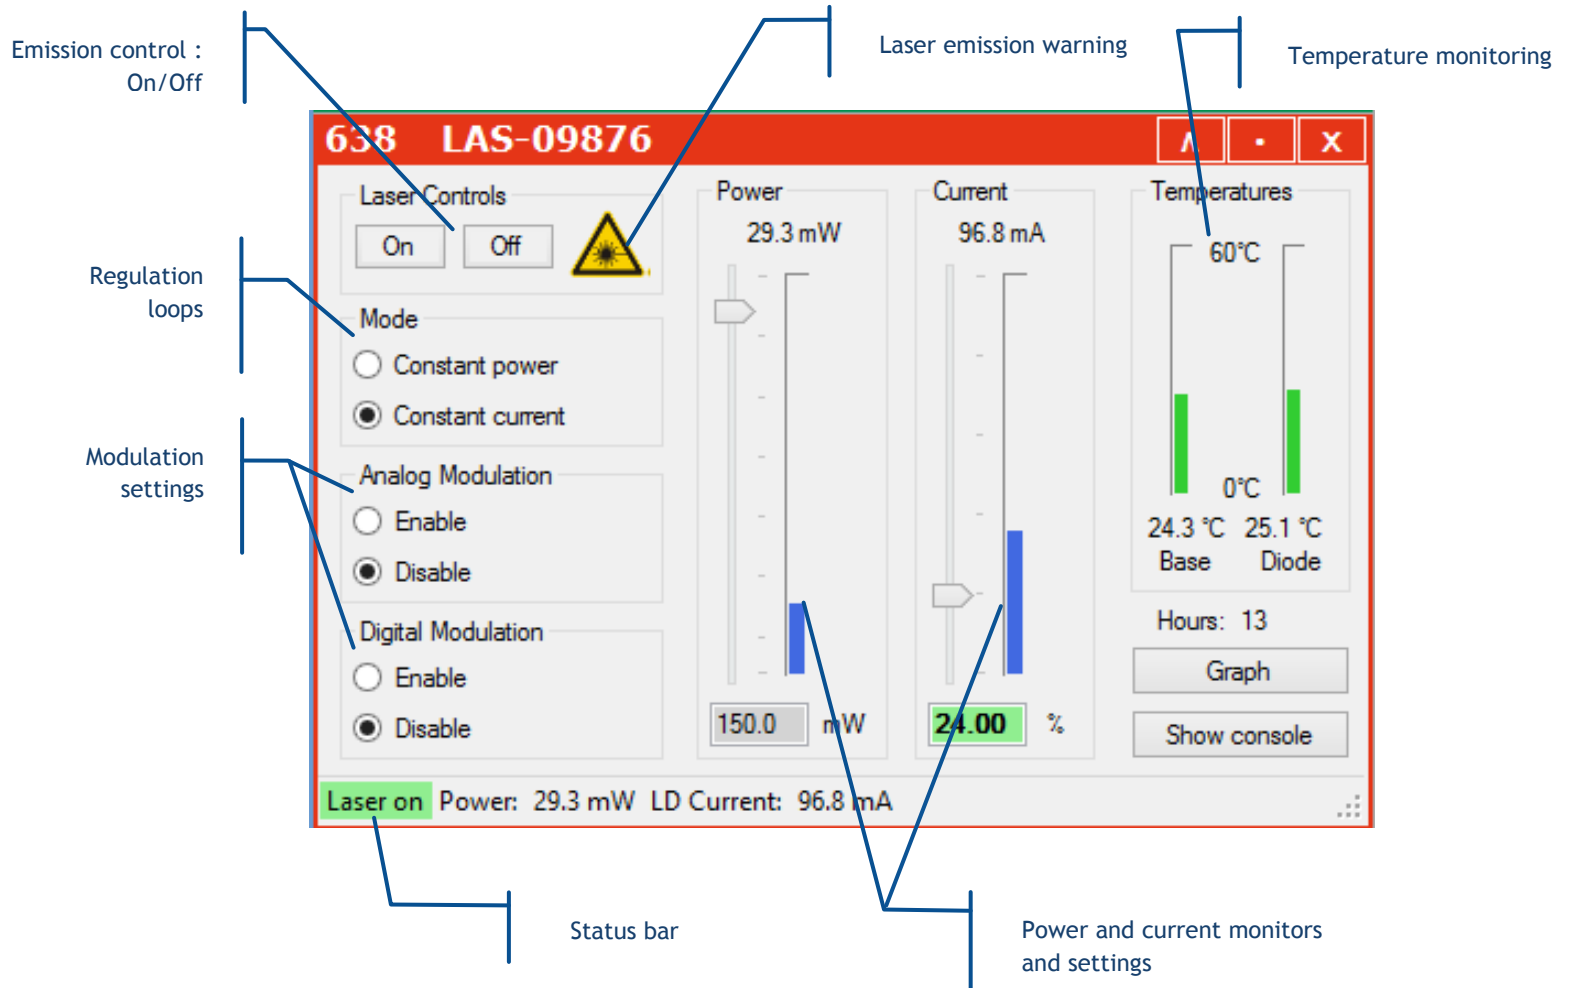 Emission control :
On/Off
Laser emission warning
Temperature monitoring
638 LAS-09876
Λ · X
Laser Controls
On Off
Regulation
loops
Mode
Constant power
Constant current
Modulation
settings
Analog Modulation
Enable
Disable
Digital Modulation
Enable
Disable
Power
29.3 mW
150.0 mW
Current
96.8 mA
24.00 %
Temperatures
60°C
0°C
24.3 °C 25.1 °C
Base Diode
Hours: 13
Graph
Show console
Laser on Power: 29.3 mW LD Current: 96.8 mA
Status bar
Power and current monitors
and settings